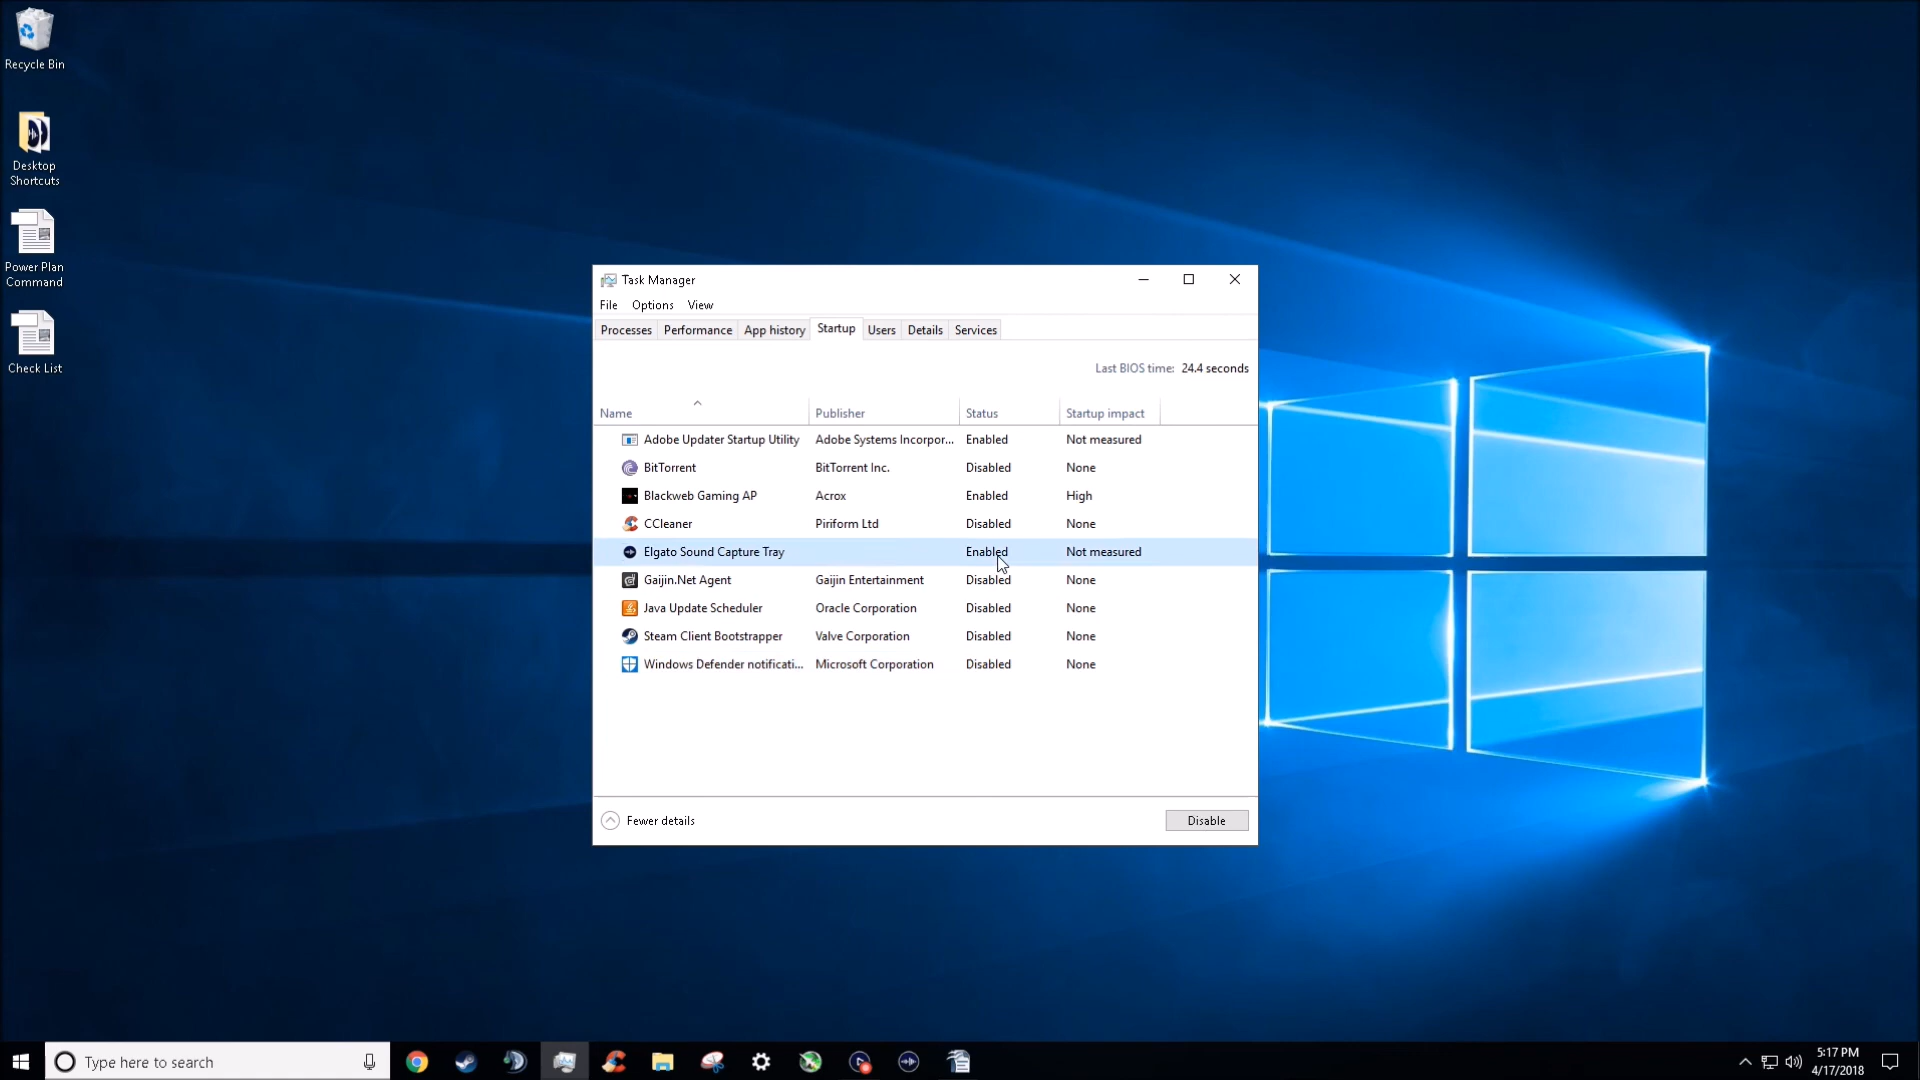 Recycle Bin
Desktop
Shortcuts
Power Plan
Command
Check List
Task Manager
File Options View
Processes Performance App history Startup Users Details Services
Last BIOS time: 24.4 seconds
Name Publisher Status Startup impact
Adobe Updater Startup Utility Adobe Systems Incorpor... Enabled Not measured
BitTorrent BitTorrent Inc. Disabled None
Blackweb Gaming AP Acrox Enabled High
CCleaner Piriform Ltd Disabled None
Elgato Sound Capture Tray Enabled Not measured
Gaijin.Net Agent Gaijin Entertainment Disabled None
Java Update Scheduler Oracle Corporation Disabled None
Steam Client Bootstrapper Valve Corporation Disabled None
Windows Defender notificati... Microsoft Corporation Disabled None
Fewer details Disable
Type here to search
5:17 PM
4/17/2018